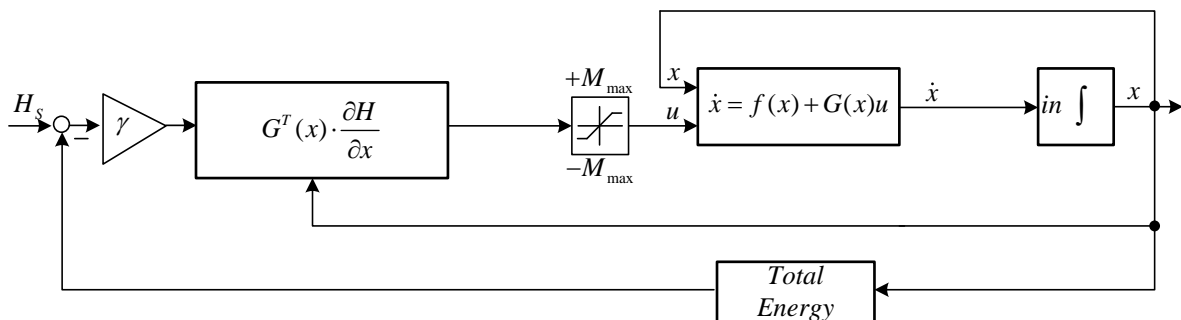 H_S
−
γ
G^T(x)·∂H/∂x
+M_max
−M_max
x
u
ẋ = f(x) + G(x)u
ẋ
in ∫
x
Total
Energy